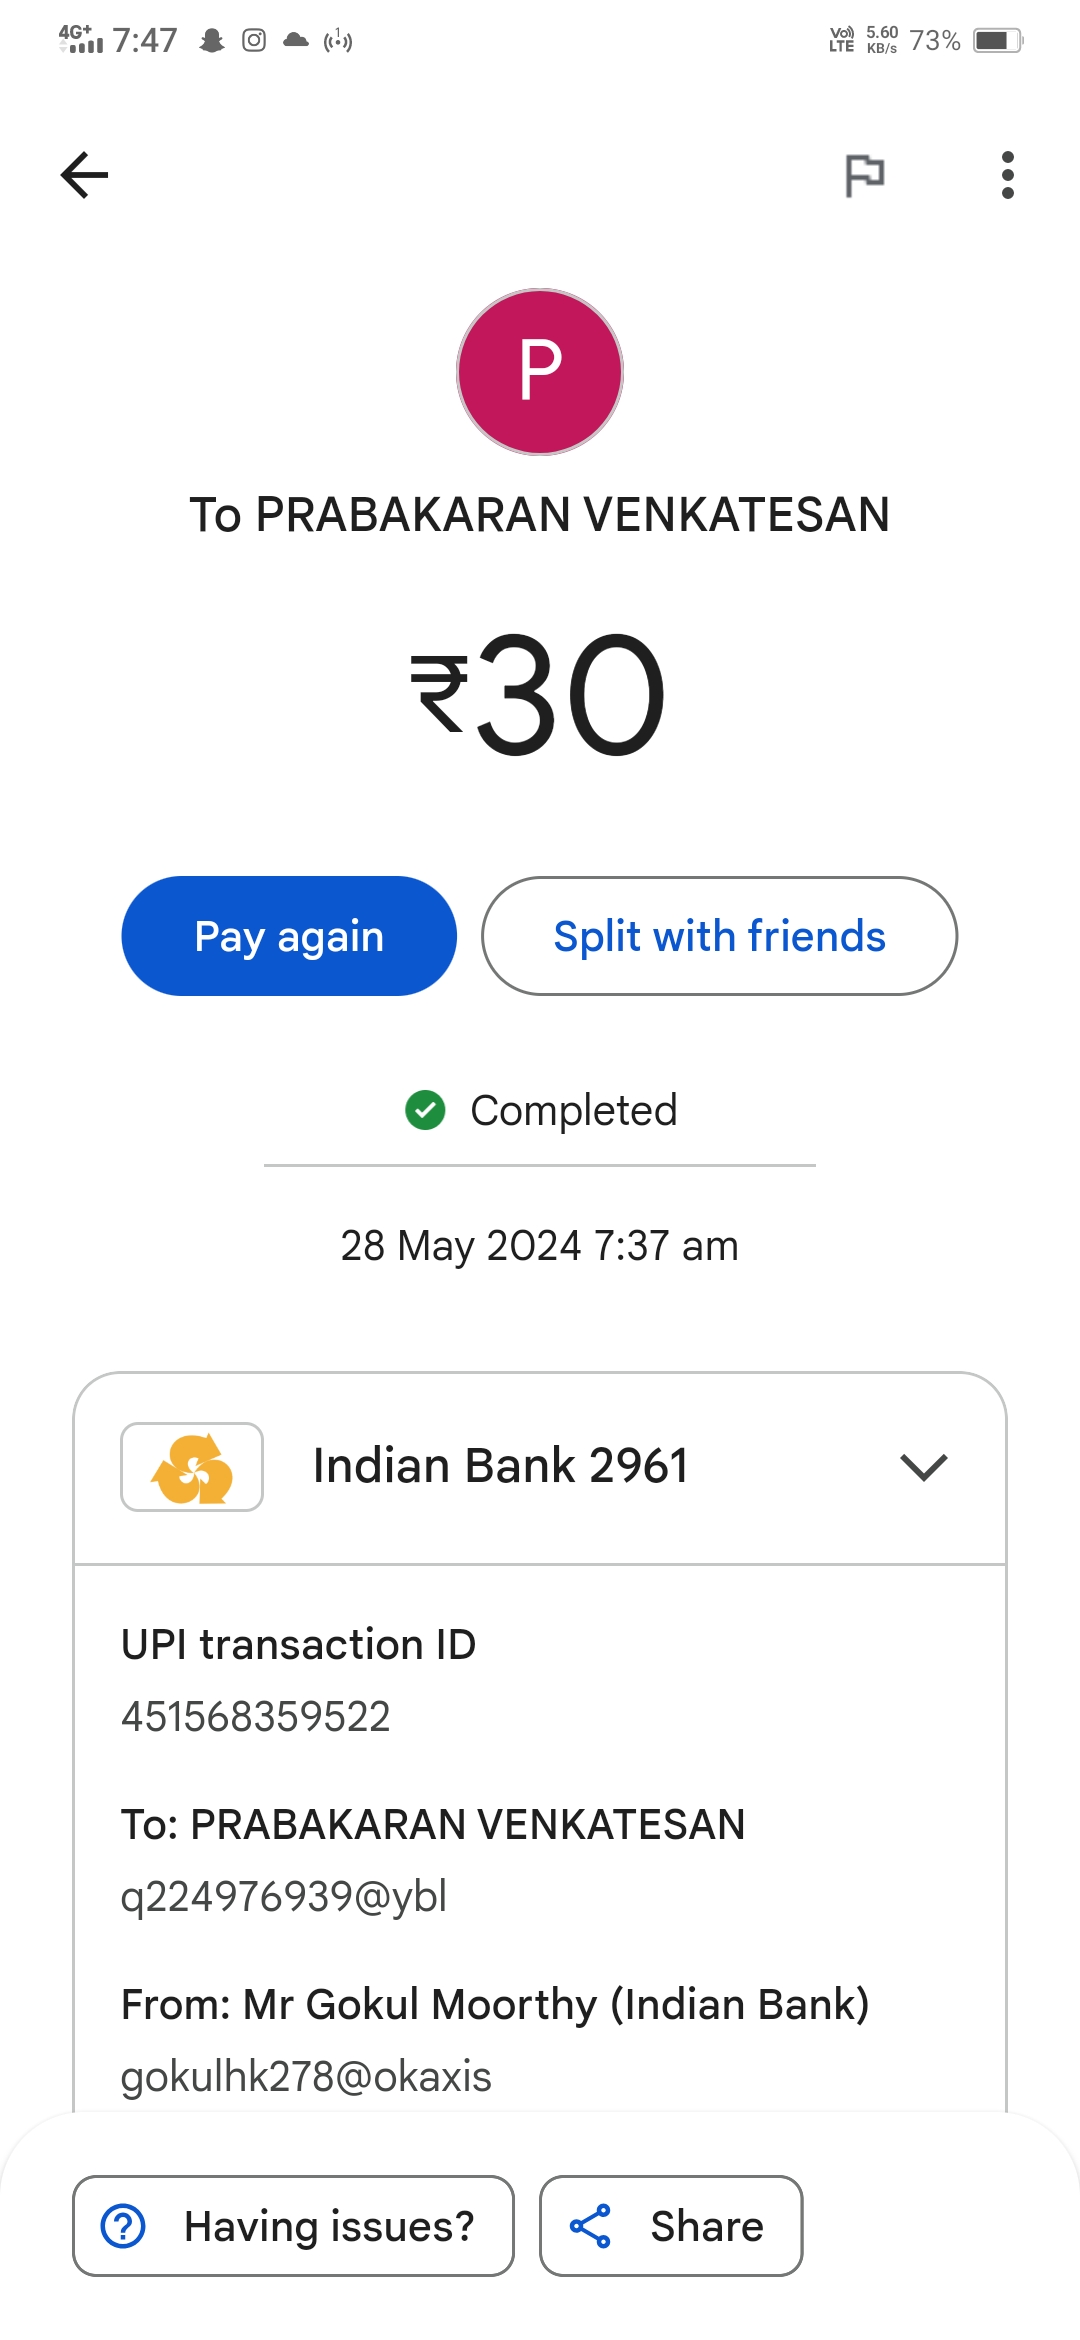 4G+ 7:47 1 Vo)) LTE 5.60 KB/s 73%
P
To PRABAKARAN VENKATESAN
₹30
Pay again Split with friends
Completed
28 May 2024 7:37 am
Indian Bank 2961
UPI transaction ID
451568359522
To: PRABAKARAN VENKATESAN
q224976939@ybl
From: Mr Gokul Moorthy (Indian Bank)
gokulhk278@okaxis
Having issues? Share